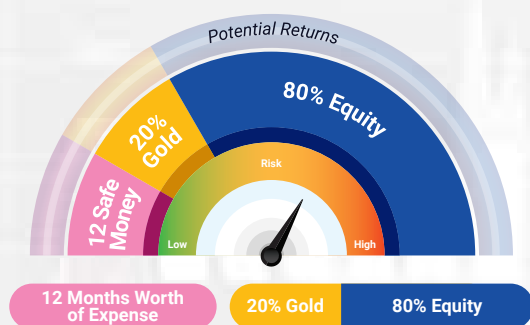 Potential Returns
80% Equity
20%
Gold
12 Safe
Money
Risk
Low
High
12 Months Worth
of Expense
20% Gold
80% Equity